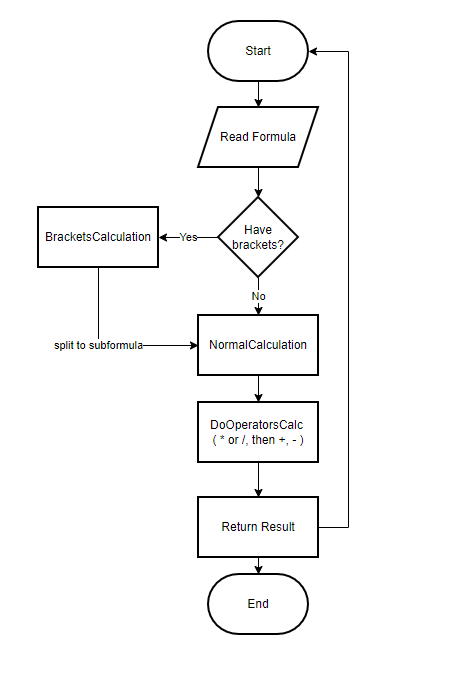 Start
Read Formula
Have
brackets?
Yes
BracketsCalculation
No
split to subformula
NormalCalculation
DoOperatorsCalc
( * or /, then +, - )
Return Result
End